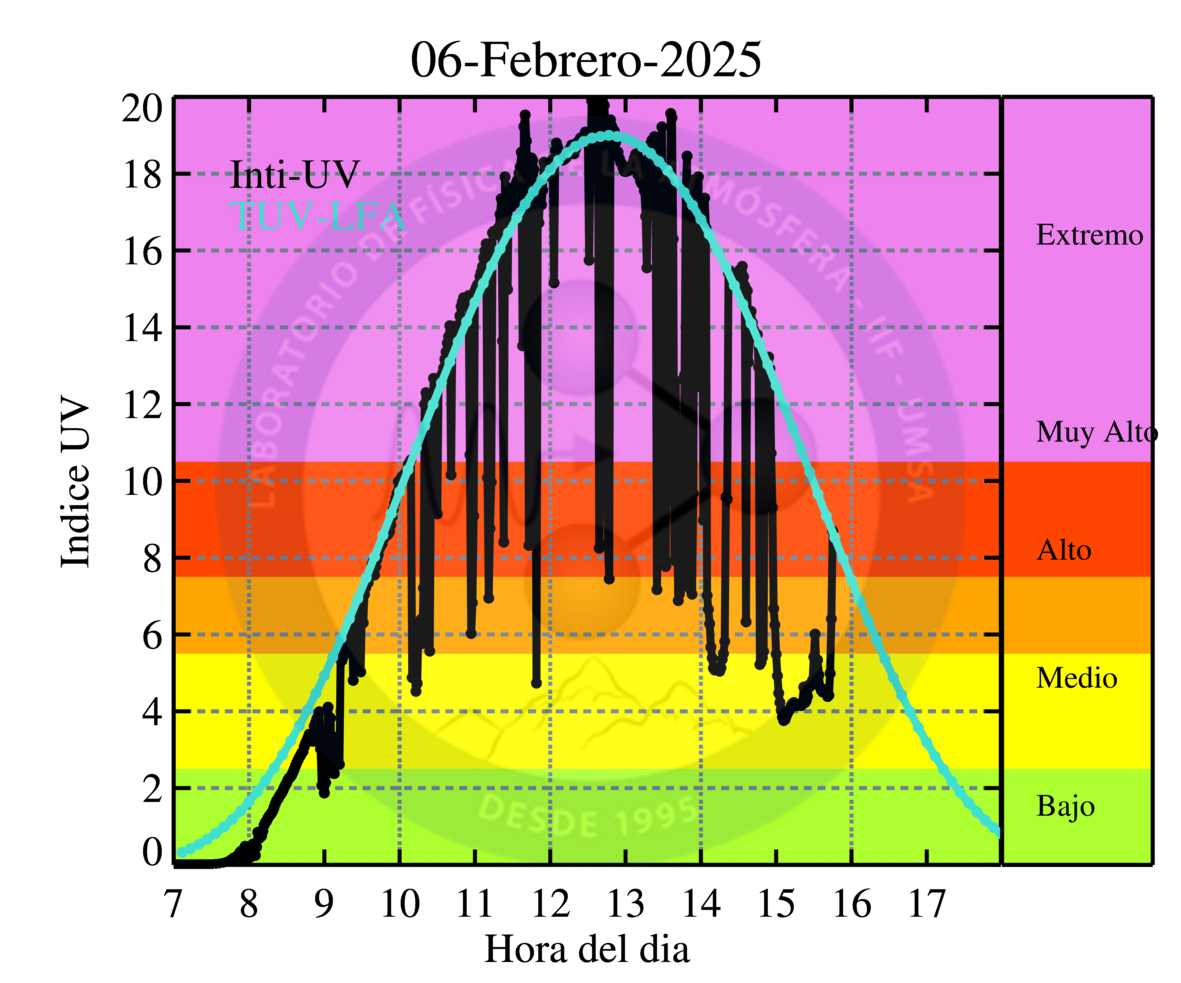 06-Febrero-2025
Indice UV
20
18
16
14
12
10
8
6
4
2
0
Inti-UV
TUV-LFA
LABORATORIO DE FÍSICA DE LA ATMÓSFERA - IIF - UMSA
DESDE 1995
Extremo
Muy Alto
Alto
Medio
Bajo
7 8 9 10 11 12 13 14 15 16 17
Hora del dia